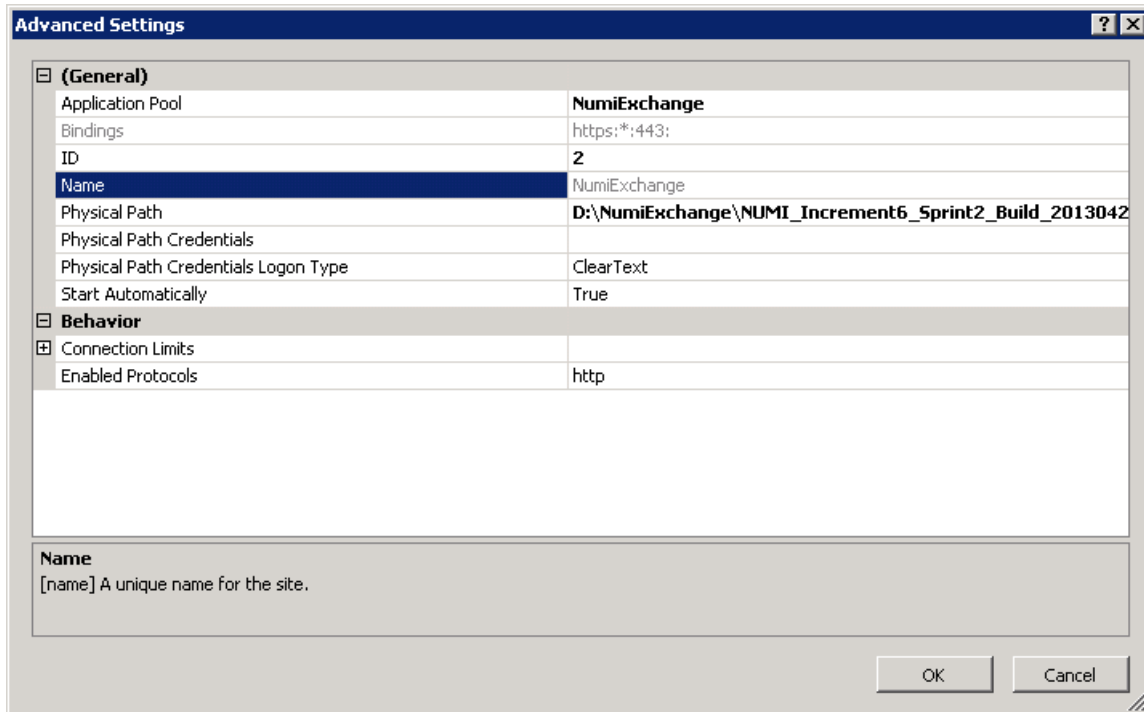 Advanced Settings
(General)
Application Pool NumiExchange
Bindings https:*:443:
ID 2
Name NumiExchange
Physical Path D:\NumiExchange\NUMI_Increment6_Sprint2_Build_2013042
Physical Path Credentials
Physical Path Credentials Logon Type ClearText
Start Automatically True
Behavior
Connection Limits
Enabled Protocols http
Name
[name] A unique name for the site.
OK Cancel